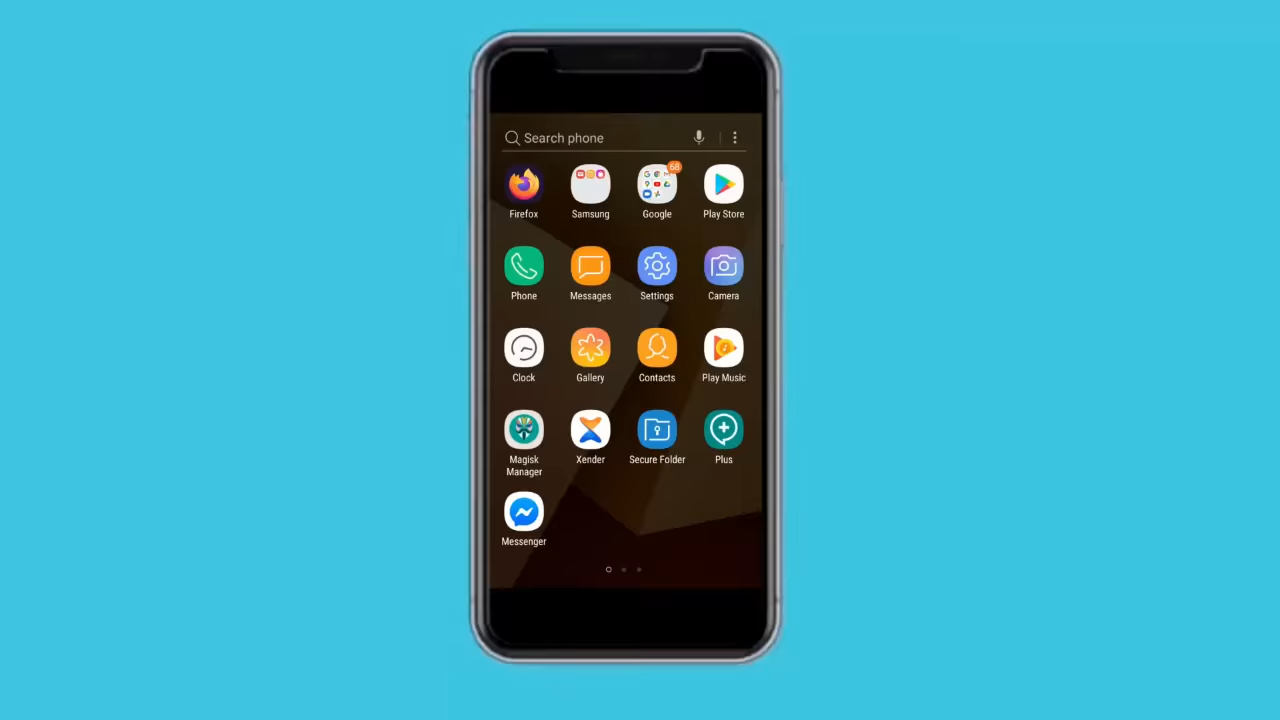 Search phone
68
Firefox
Samsung
Google
Play Store
Phone
Messages
Settings
Camera
Clock
Gallery
Contacts
Play Music
Magisk
Manager
Xender
Secure Folder
Plus
Messenger